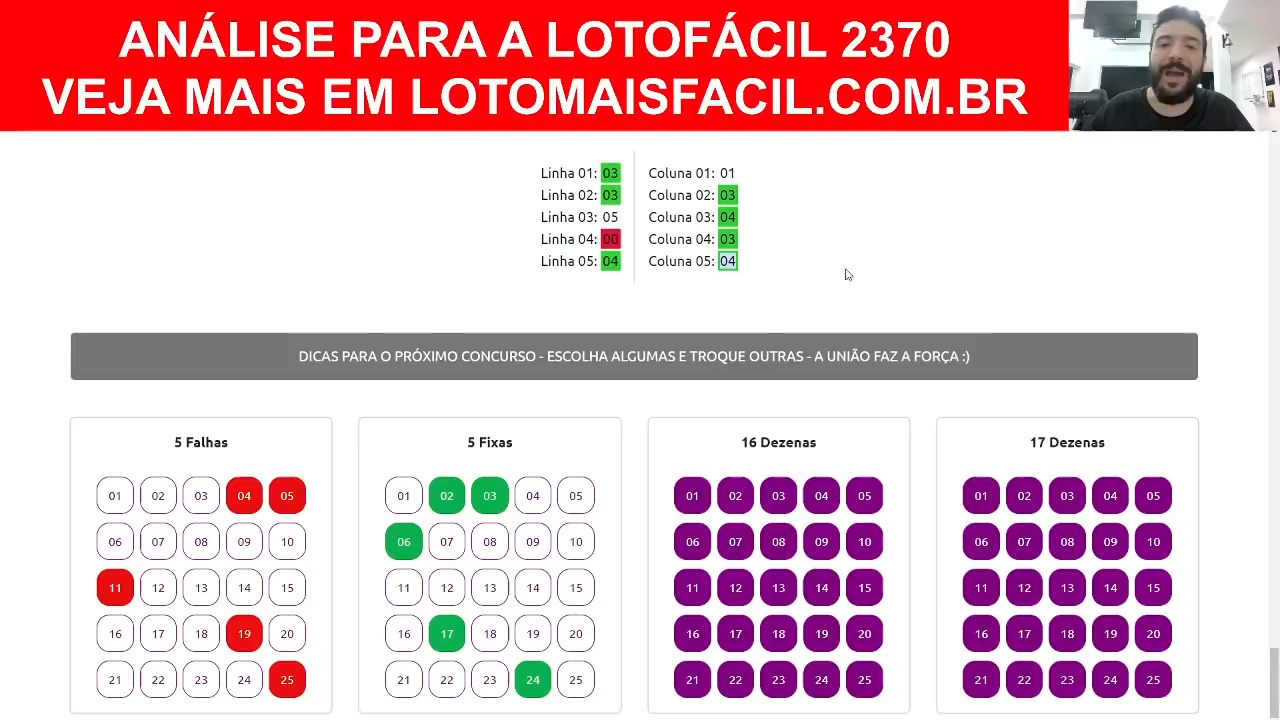 ANÁLISE PARA A LOTOFÁCIL 2370
VEJA MAIS EM LOTOMAISFACIL.COM.BR
Linha 01: 03
Linha 02: 03
Linha 03: 05
Linha 04: 00
Linha 05: 04
Coluna 01: 01
Coluna 02: 03
Coluna 03: 04
Coluna 04: 03
Coluna 05: 04
DICAS PARA O PRÓXIMO CONCURSO - ESCOLHA ALGUMAS E TROQUE OUTRAS - A UNIÃO FAZ A FORÇA :)
5 Falhas
01 02 03 04 05
06 07 08 09 10
11 12 13 14 15
16 17 18 19 20
21 22 23 24 25
5 Fixas
01 02 03 04 05
06 07 08 09 10
11 12 13 14 15
16 17 18 19 20
21 22 23 24 25
16 Dezenas
01 02 03 04 05
06 07 08 09 10
11 12 13 14 15
16 17 18 19 20
21 22 23 24 25
17 Dezenas
01 02 03 04 05
06 07 08 09 10
11 12 13 14 15
16 17 18 19 20
21 22 23 24 25